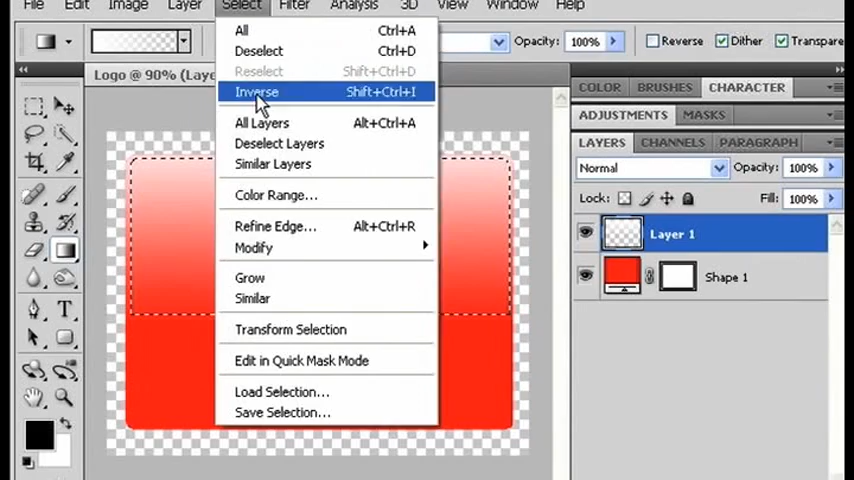 File Edit Image Layer Select Filter Analysis 3D View Window Help
Opacity: 100% Reverse Dither Transpare
Logo @ 90% (Laye
All Ctrl+A
Deselect Ctrl+D
Reselect Shift+Ctrl+D
Inverse Shift+Ctrl+I
All Layers Alt+Ctrl+A
Deselect Layers
Similar Layers
Color Range...
Refine Edge... Alt+Ctrl+R
Modify
Grow
Similar
Transform Selection
Edit in Quick Mask Mode
Load Selection...
Save Selection...
COLOR BRUSHES CHARACTER
ADJUSTMENTS MASKS
LAYERS CHANNELS PARAGRAPH
Normal Opacity: 100%
Lock: Fill: 100%
Layer 1
Shape 1